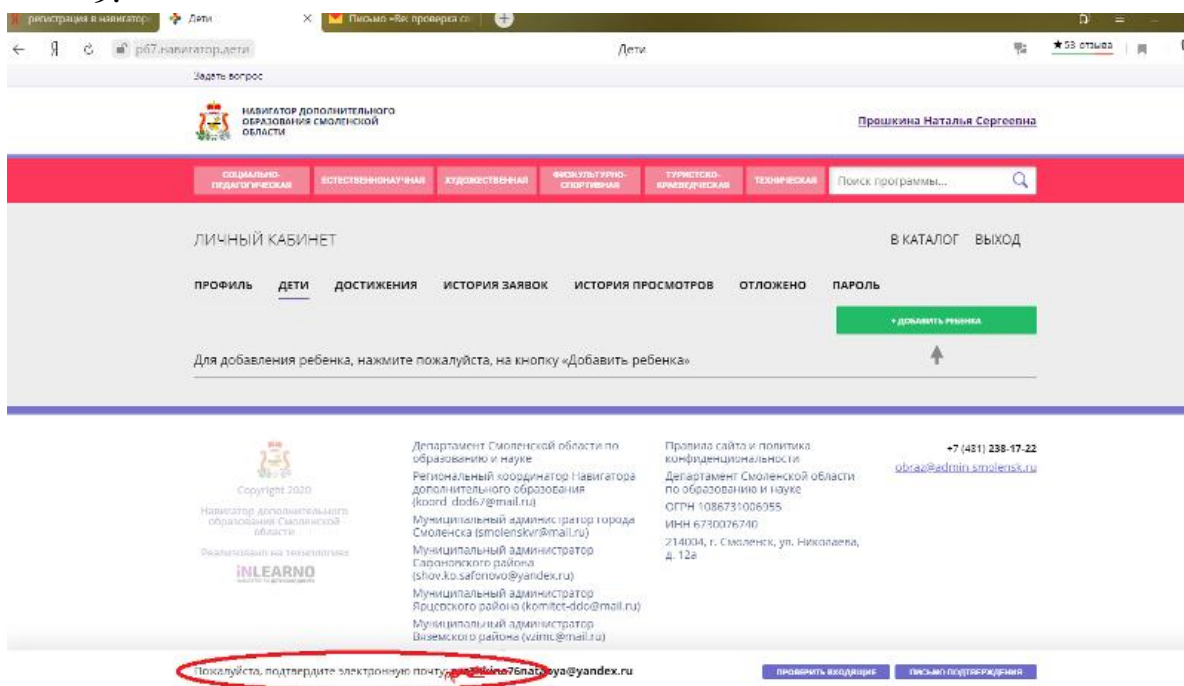 регистрация в навигатор
Дети
Письмо «Re: проверка со
р67.навигатор.дети
Дети
★53 отзыва
Задать вопрос
НАВИГАТОР ДОПОЛНИТЕЛЬНОГО
ОБРАЗОВАНИЯ СМОЛЕНСКОЙ
ОБЛАСТИ
Прошкина Наталья Сергеевна
СОЦИАЛЬНО-
ПЕДАГОГИЧЕСКАЯ
ЕСТЕСТВЕННОНАУЧНАЯ
ХУДОЖЕСТВЕННАЯ
ФИЗКУЛЬТУРНО-
СПОРТИВНАЯ
ТУРИСТСКО-
КРАЕВЕДЧЕСКАЯ
ТЕХНИЧЕСКАЯ
Поиск программы...
ЛИЧНЫЙ КАБИНЕТ
В КАТАЛОГ ВЫХОД
ПРОФИЛЬ ДЕТИ ДОСТИЖЕНИЯ ИСТОРИЯ ЗАЯВОК ИСТОРИЯ ПРОСМОТРОВ ОТЛОЖЕНО ПАРОЛЬ
+ ДОБАВИТЬ РЕБЕНКА
Для добавления ребенка, нажмите пожалуйста, на кнопку «Добавить ребенка»
Copyright 2020
Навигатор дополнительного
образования Смоленской
области
Реализовано на технологиях
iNLEARNO
Департамент Смоленской области по
образованию и науке
Региональный координатор Навигатора
дополнительного образования
(koord_dod67@mail.ru)
Муниципальный администратор города
Смоленска (smolenskvr@mail.ru)
Муниципальный администратор
Сафоновского района
(shov.ko.safonovo@yandex.ru)
Муниципальный администратор
Ярцевского района (komitet-ddo@mail.ru)
Муниципальный администратор
Вяземского района (vzimc@mail.ru)
Правила сайта и политика
конфиденциональности
Департамент Смоленской области
по образованию и науке
ОГРН 1086731006955
ИНН 6730076740
214004, г. Смоленск, ул. Николаева,
д. 12а
+7 (481) 238-17-22
obraz@admin.smolensk.ru
Пожалуйста, подтвердите электронную почту
ПРОВЕРИТЬ ВХОДЯЩИЕ
ПИСЬМО ПОДТВЕРЖДЕНИЯ